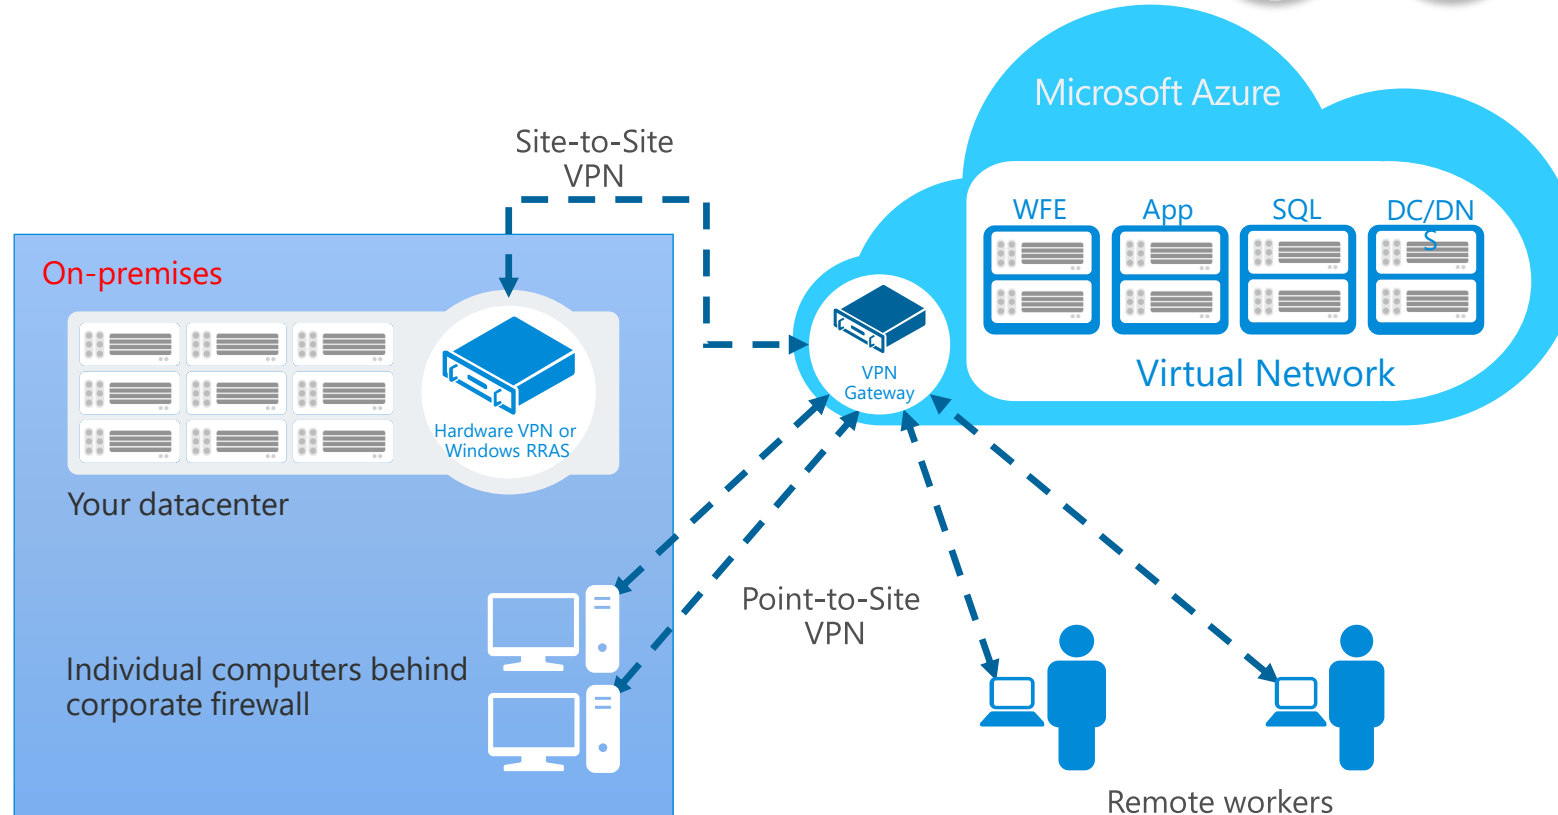 Microsoft Azure
Site-to-Site
VPN
WFE
App
SQL
DC/DN
S
On-premises
Virtual Network
VPN
Gateway
Hardware VPN or
Windows RRAS
Your datacenter
Point-to-Site
VPN
Individual computers behind
corporate firewall
Remote workers